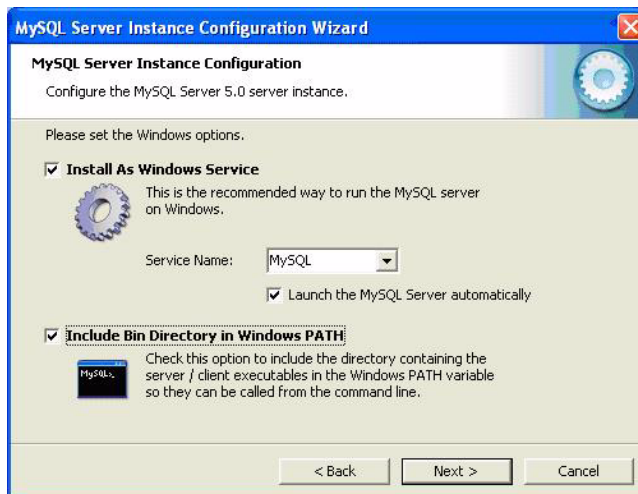 MySQL Server Instance Configuration Wizard
MySQL Server Instance Configuration
Configure the MySQL Server 5.0 server instance.
Please set the Windows options.
Install As Windows Service
This is the recommended way to run the MySQL server
on Windows.
Service Name:
MySQL
Launch the MySQL Server automatically
Include Bin Directory in Windows PATH
MySQL>_
Check this option to include the directory containing the
server / client executables in the Windows PATH variable
so they can be called from the command line.
< Back
Next >
Cancel